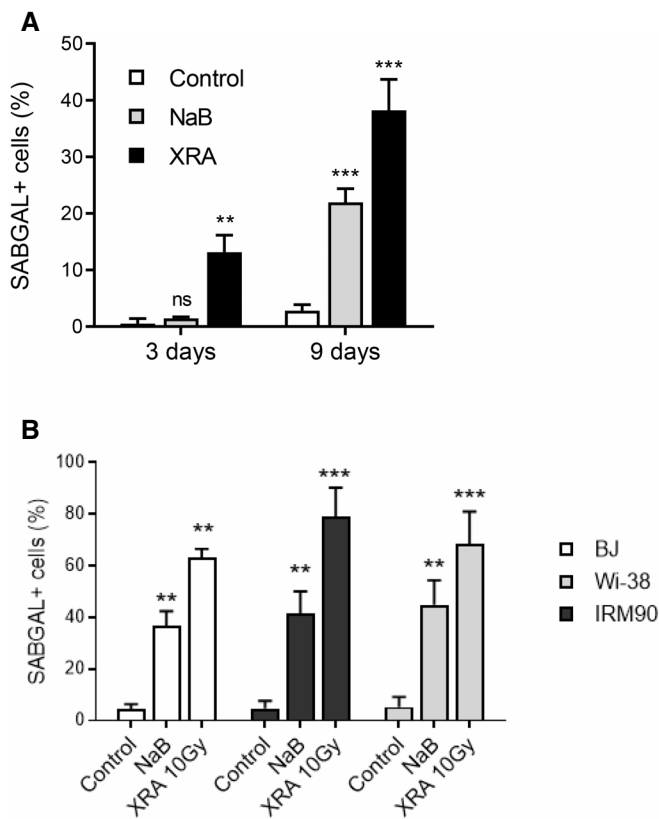 A
SABGAL+ cells (%)
50
40
30
20
10
0
Control
NaB
XRA
ns
**
***
***
3 days
9 days
B
SABGAL+ cells (%)
100
80
60
40
20
0
**
**
**
***
**
***
Control
NaB
XRA 10Gy
Control
NaB
XRA 10Gy
Control
NaB
XRA 10Gy
BJ
Wi-38
IRM90